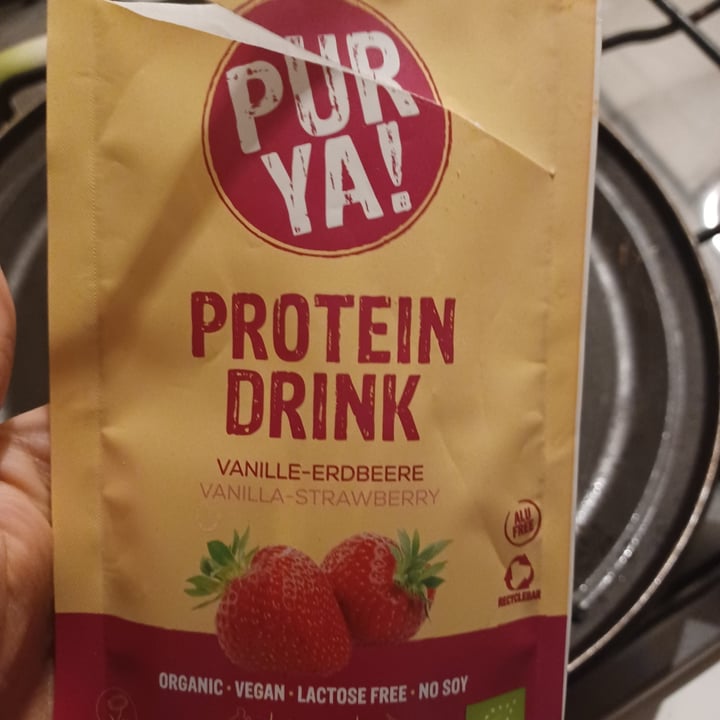 PUR
YA!
PROTEIN
DRINK
VANILLE-ERDBEERE
VANILLA-STRAWBERRY
ALU
FREE
RECYCLEBAR
ORGANIC · VEGAN · LACTOSE FREE · NO SOY